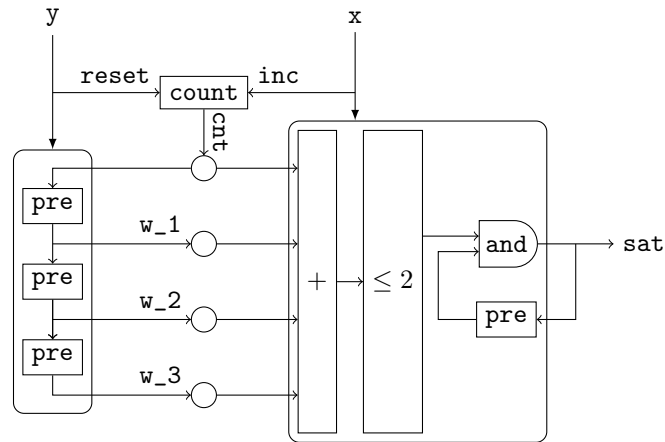 y
x
reset
inc
count
cnt
pre
w_1
and
sat
pre
w_2
+
≤ 2
pre
pre
w_3